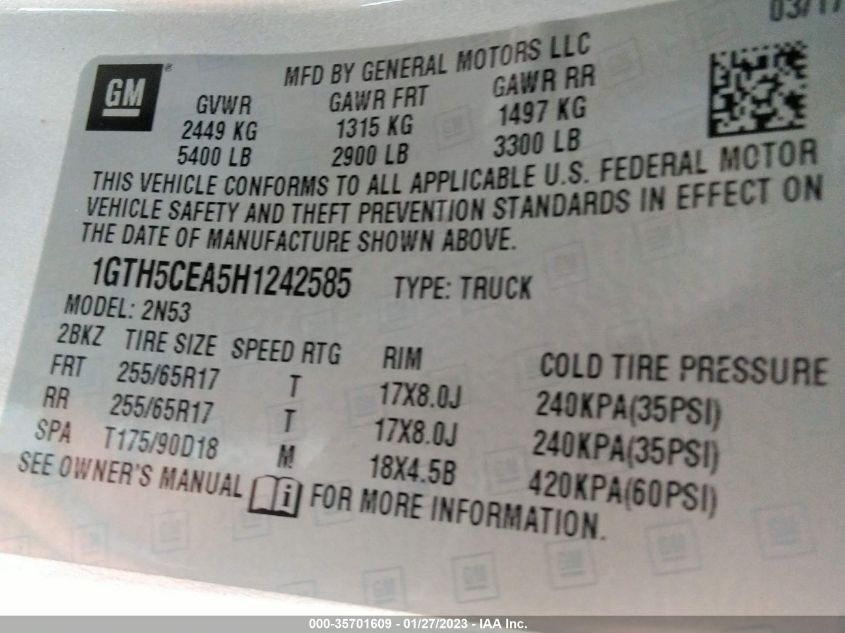 03/17
GM®
MFD BY GENERAL MOTORS LLC
GVWR GAWR FRT GAWR RR
2449 KG 1315 KG 1497 KG
5400 LB 2900 LB 3300 LB
THIS VEHICLE CONFORMS TO ALL APPLICABLE U.S. FEDERAL MOTOR
VEHICLE SAFETY AND THEFT PREVENTION STANDARDS IN EFFECT ON
THE DATE OF MANUFACTURE SHOWN ABOVE.
1GTH5CEA5H1242585 TYPE: TRUCK
MODEL: 2N53
2BKZ TIRE SIZE SPEED RTG RIM COLD TIRE PRESSURE
FRT 255/65R17 T 17X8.0J 240KPA(35PSI)
RR 255/65R17 T 17X8.0J 240KPA(35PSI)
SPA T175/90D18 M 18X4.5B 420KPA(60PSI)
SEE OWNER'S MANUAL i FOR MORE INFORMATION.
000-35701609 - 01/27/2023 - IAA Inc.